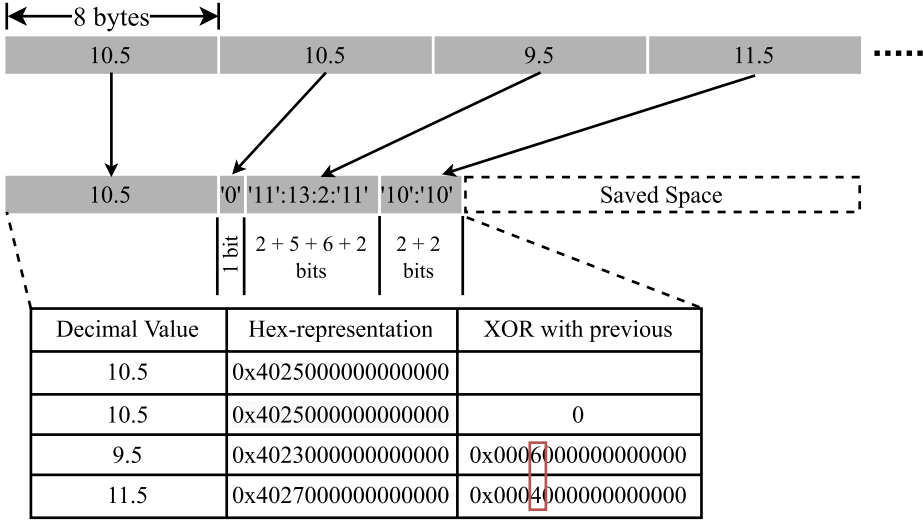 8 bytes
10.5 10.5 9.5 11.5 ......
10.5 '0' '11':13:2:'11' '10':'10' Saved Space
1 bit
2 + 5 + 6 + 2
bits
2 + 2
bits
Decimal Value Hex-representation XOR with previous
10.5 0x4025000000000000
10.5 0x4025000000000000 0
9.5 0x4023000000000000 0x0006000000000000
11.5 0x4027000000000000 0x0004000000000000